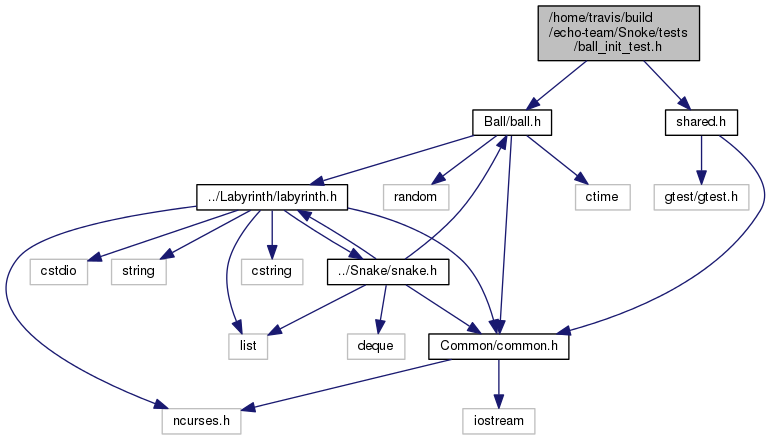 /home/travis/build
/echo-team/Snoke/tests
/ball_init_test.h
Ball/ball.h
shared.h
../Labyrinth/labyrinth.h
random
ctime
gtest/gtest.h
cstdio
string
cstring
../Snake/snake.h
list
deque
Common/common.h
ncurses.h
iostream